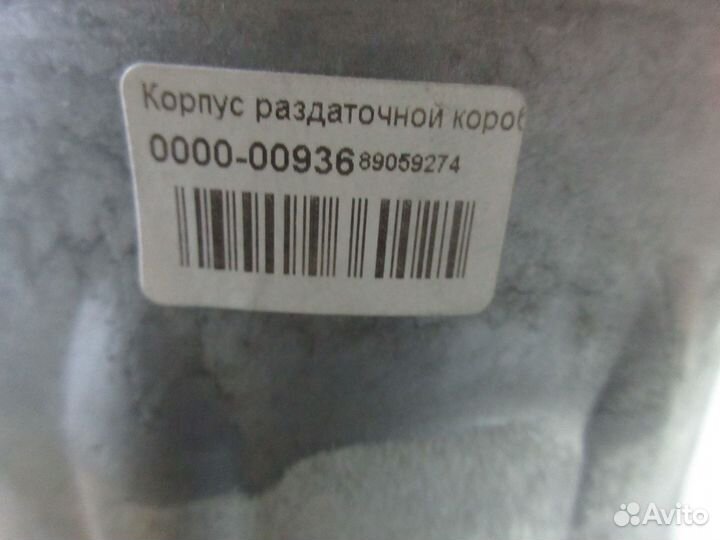 Корпус раздаточной короб
0000-00936 89059274
Avito